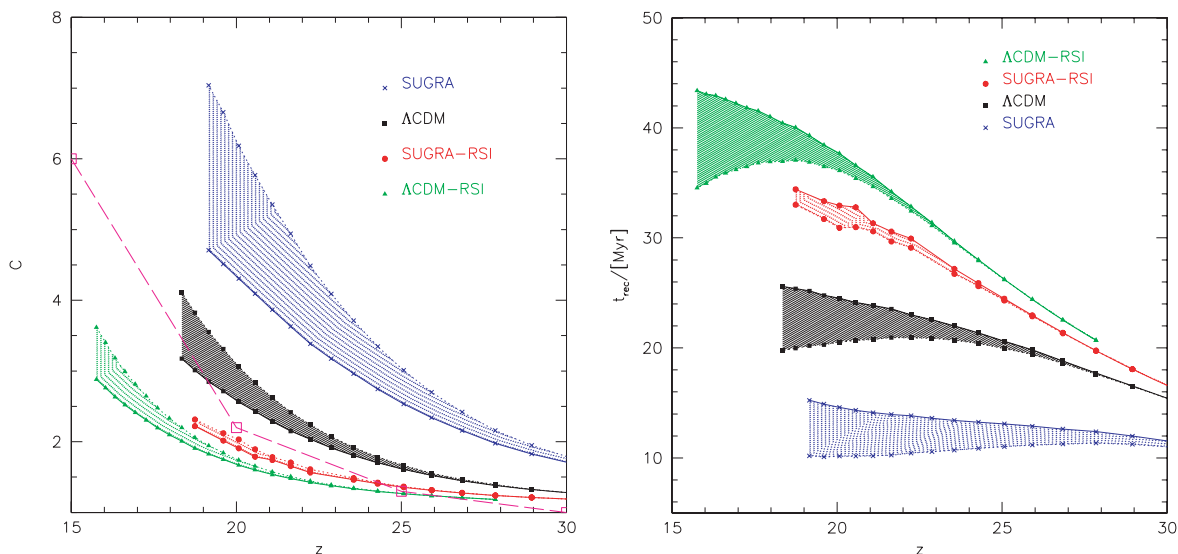 8
6
4
2
C
15
20
25
30
z
SUGRA
ΛCDM
SUGRA-RSI
ΛCDM-RSI
50
40
30
20
10
t_rec/[Myr]
15
20
25
30
z
ΛCDM-RSI
SUGRA-RSI
ΛCDM
SUGRA